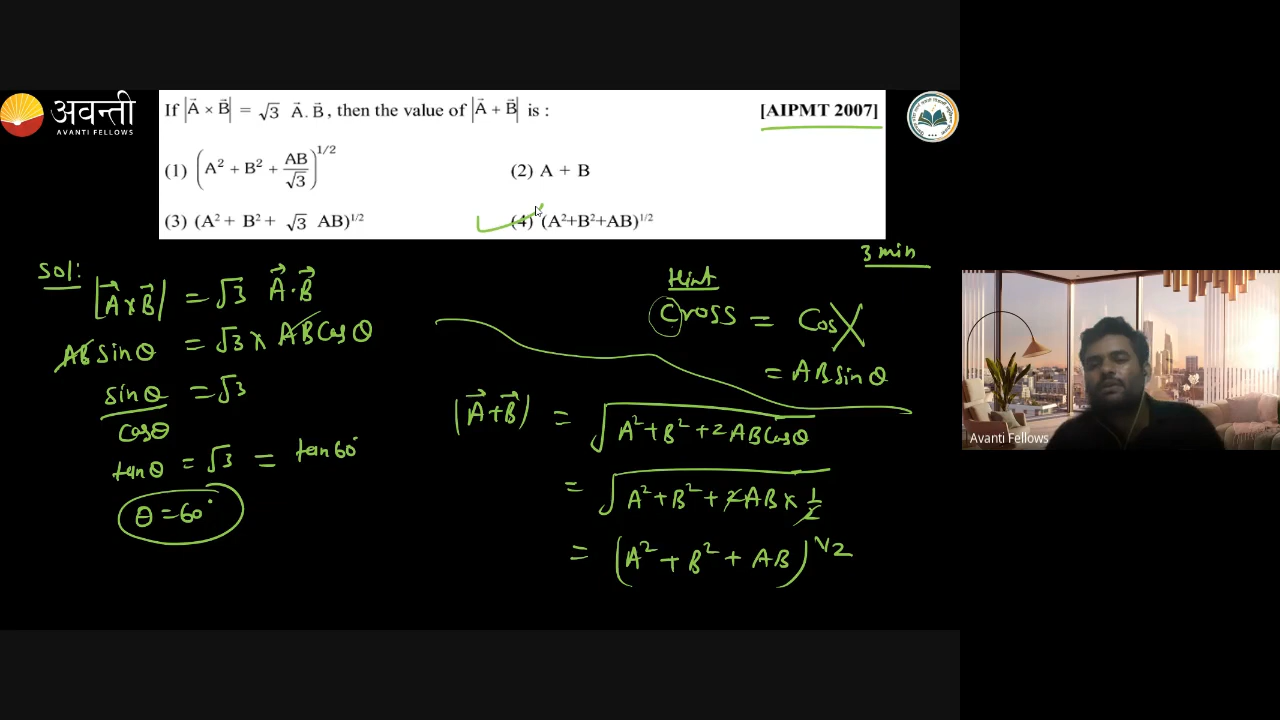 अवन्ती
AVANTI FELLOWS
If |A⃗ × B⃗| = √3 A⃗ . B⃗, then the value of |A⃗ + B⃗| is :
[AIPMT 2007]
(1) (A² + B² + AB/√3)^1/2
(2) A + B
(3) (A² + B² + √3 AB)^1/2
(4) (A²+B²+AB)^1/2
3 min
Sol:
|A⃗×B⃗| = √3 A⃗·B⃗
AB sinθ = √3 × AB Cosθ
sinθ/cosθ = √3
tanθ = √3 = tan60°
θ=60°
Hint
Cross = Cos
= AB Sinθ
|A⃗+B⃗| = √A²+B²+2ABCosθ
= √A²+B²+2AB×1/2
= (A²+B²+AB)^1/2
Avanti Fellows